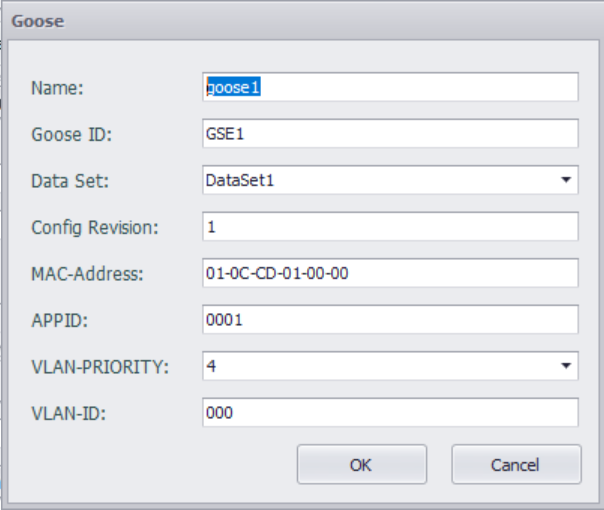 Goose
Name: goose1
Goose ID: GSE1
Data Set: DataSet1
Config Revision: 1
MAC-Address: 01-0C-CD-01-00-00
APPID: 0001
VLAN-PRIORITY: 4
VLAN-ID: 000
OK Cancel